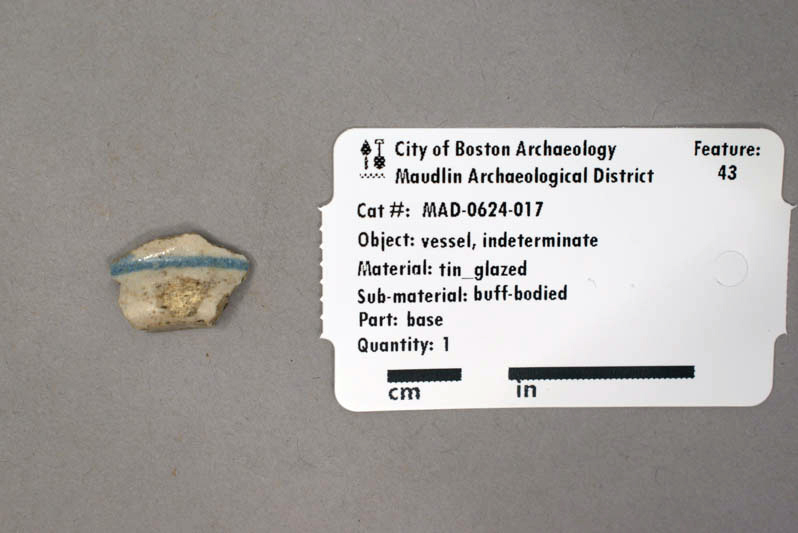 City of Boston Archaeology
Maudlin Archaeological District
Feature:
43
Cat #: MAD-0624-017
Object: vessel, indeterminate
Material: tin_glazed
Sub-material: buff-bodied
Part: base
Quantity: 1
cm
in